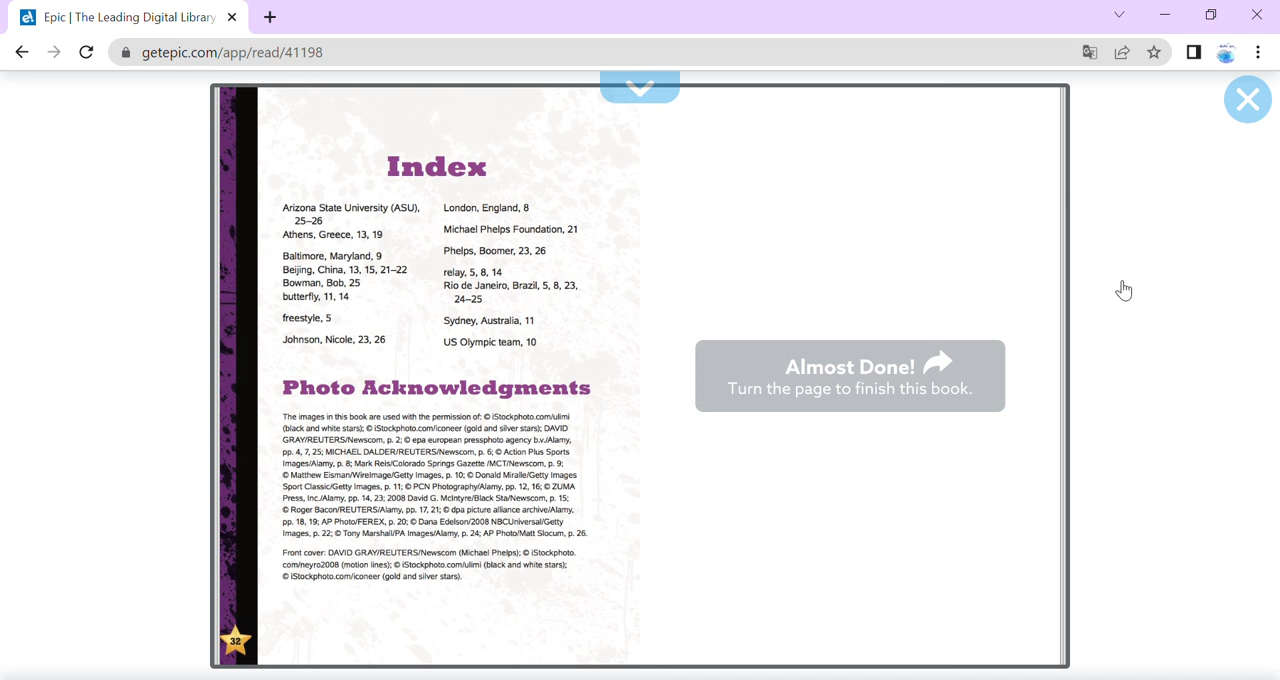 Epic | The Leading Digital Library
getepic.com/app/read/41198
Index
Arizona State University (ASU),
25–26
Athens, Greece, 13, 19
Baltimore, Maryland, 9
Beijing, China, 13, 15, 21–22
Bowman, Bob, 25
butterfly, 11, 14
freestyle, 5
Johnson, Nicole, 23, 26
London, England, 8
Michael Phelps Foundation, 21
Phelps, Boomer, 23, 26
relay, 5, 8, 14
Rio de Janeiro, Brazil, 5, 8, 23,
24–25
Sydney, Australia, 11
US Olympic team, 10
Photo Acknowledgments
The images in this book are used with the permission of: © iStockphoto.com/ulimi
(black and white stars); © iStockphoto.com/iconeer (gold and silver stars); DAVID
GRAY/REUTERS/Newscom, p. 2; © epa european pressphoto agency b.v./Alamy,
pp. 4, 7, 25; MICHAEL DALDER/REUTERS/Newscom, p. 6; © Action Plus Sports
Images/Alamy, p. 8; Mark Reis/Colorado Springs Gazette /MCT/Newscom, p. 9;
© Matthew Eisman/WireImage/Getty Images, p. 10; © Donald Miralle/Getty Images
Sport Classic/Getty Images, p. 11; © PCN Photography/Alamy, pp. 12, 16; © ZUMA
Press, Inc./Alamy, pp. 14, 23; 2008 David G. McIntyre/Black Star/Newscom, p. 15;
© Roger Bacon/REUTERS/Alamy, pp. 17, 21; © dpa picture alliance archive/Alamy,
pp. 18, 19; AP Photo/FEREX, p. 20; © Dana Edelson/2008 NBCUniversal/Getty
Images, p. 22; © Tony Marshall/PA Images/Alamy, p. 24; AP Photo/Matt Slocum, p. 26.
Front cover: DAVID GRAY/REUTERS/Newscom (Michael Phelps); © iStockphoto.
com/neyro2008 (motion lines); © iStockphoto.com/ulimi (black and white stars);
© iStockphoto.com/iconeer (gold and silver stars).
32
Almost Done!
Turn the page to finish this book.